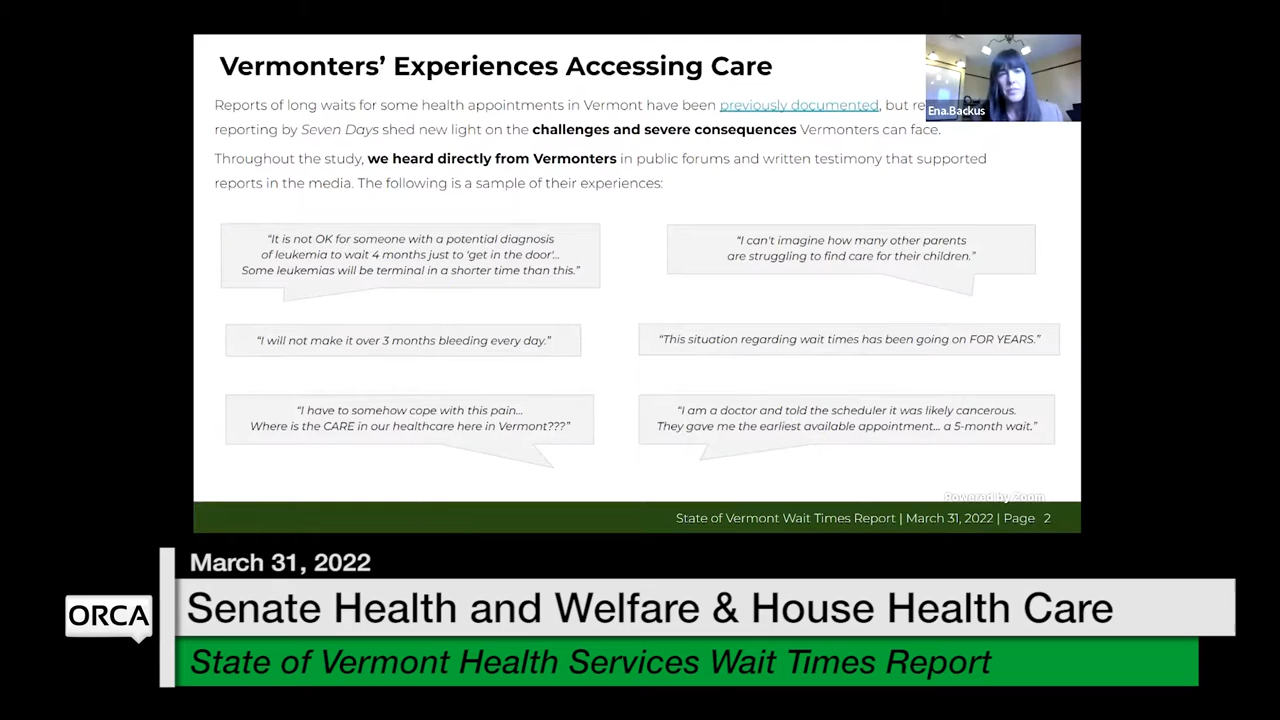 Vermonters’ Experiences Accessing Care
Ena.Backus
Reports of long waits for some health appointments in Vermont have been previously documented, but
reporting by Seven Days shed new light on the challenges and severe consequences Vermonters can face.
Throughout the study, we heard directly from Vermonters in public forums and written testimony that supported
reports in the media. The following is a sample of their experiences:
“It is not OK for someone with a potential diagnosis
of leukemia to wait 4 months just to ‘get in the door’...
Some leukemias will be terminal in a shorter time than this.”
“I can't imagine how many other parents
are struggling to find care for their children.”
“I will not make it over 3 months bleeding every day.”
“This situation regarding wait times has been going on FOR YEARS.”
“I have to somehow cope with this pain...
Where is the CARE in our healthcare here in Vermont???”
“I am a doctor and told the scheduler it was likely cancerous.
They gave me the earliest available appointment... a 5-month wait.”
Powered by Zoom
State of Vermont Wait Times Report | March 31, 2022 | Page 2
March 31, 2022
ORCA
Senate Health and Welfare & House Health Care
State of Vermont Health Services Wait Times Report